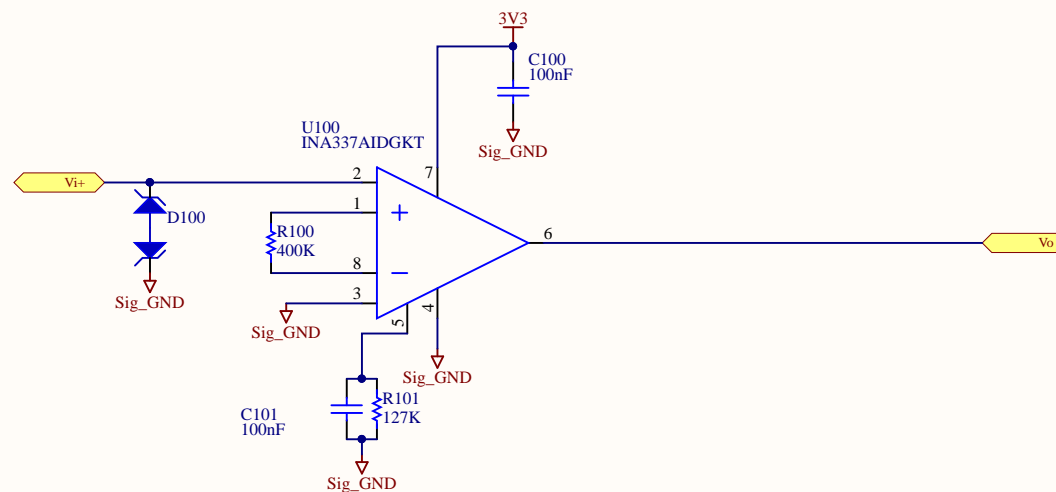 3V3
C100
100nF
Sig_GND
U100
INA337AIDGKT
Vi+
2
7
D100
1
+
R100
400K
6
Vo
8
−
3
Sig_GND
Sig_GND
5
4
Sig_GND
C101
100nF
R101
127K
Sig_GND